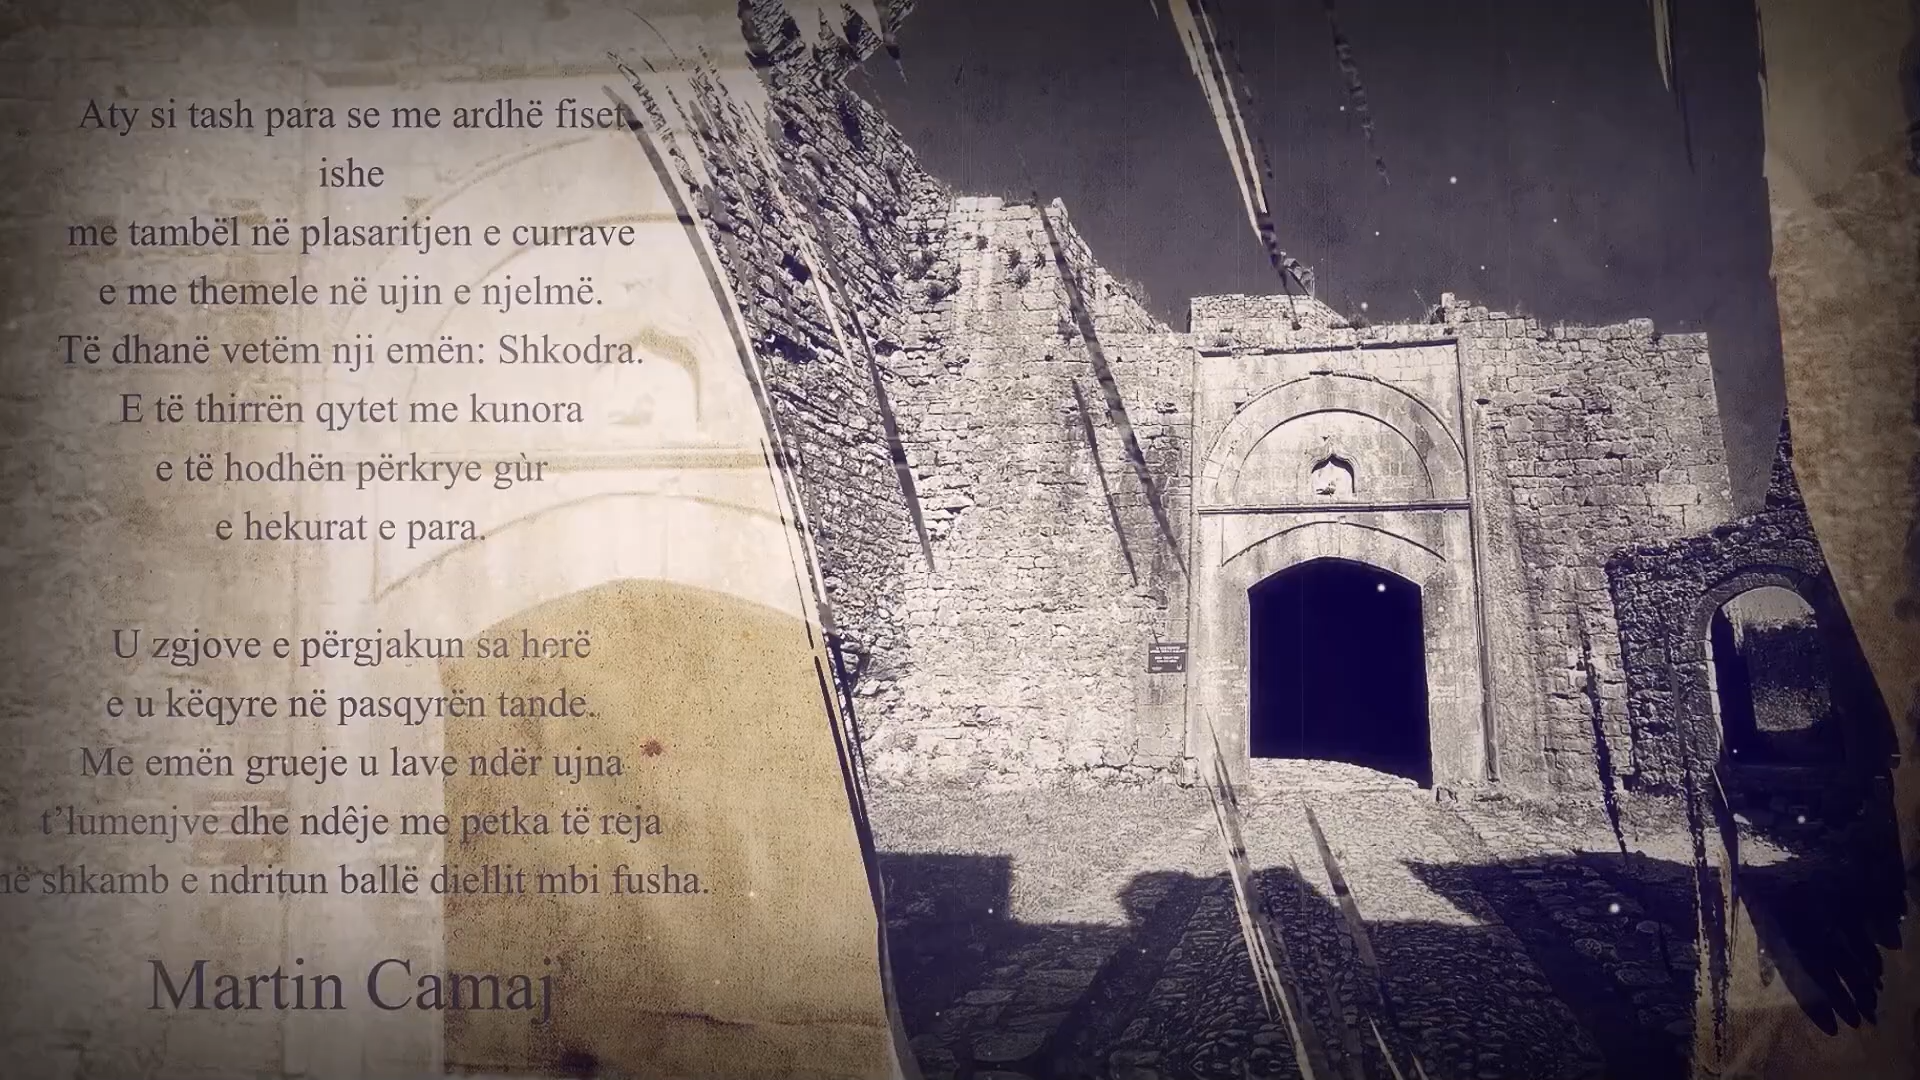 Aty si tash para se me ardhë fiset
ishe
me tambël në plasaritjen e currave
e me themele në ujin e njelmë.
Të dhanë vetëm nji emën: Shkodra.
E të thirrën qytet me kunora
e të hodhën përkrye gùr
e hekurat e para.
U zgjove e përgjakun sa herë
e u këqyre në pasqyrën tande.
Me emën grueje u lave ndër ujna
t’lumenjve dhe ndêje me petka të reja
në shkamb e ndritun ballë diellit mbi fusha.
Martin Camaj